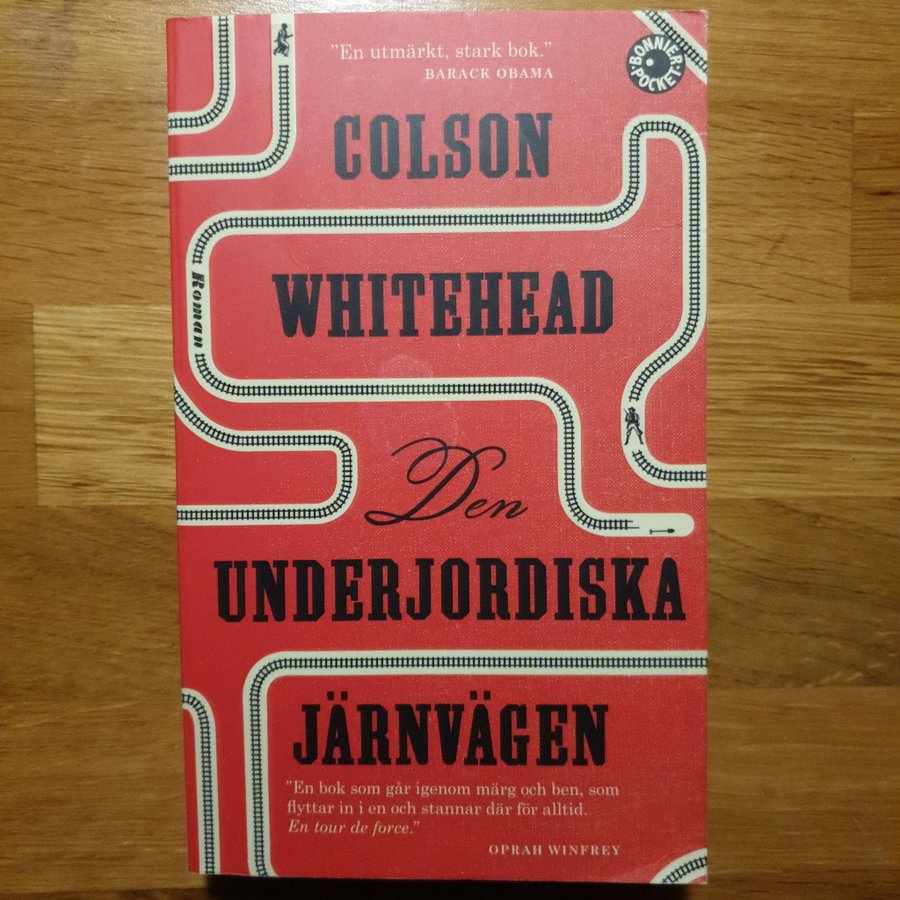 ”En utmärkt, stark bok.”
BARACK OBAMA
BONNIER
POCKET
COLSON
WHITEHEAD
Roman
Den
UNDERJORDISKA
JÄRNVÄGEN
”En bok som går igenom märg och ben, som
flyttar in i en och stannar där för alltid.
En tour de force.”
OPRAH WINFREY